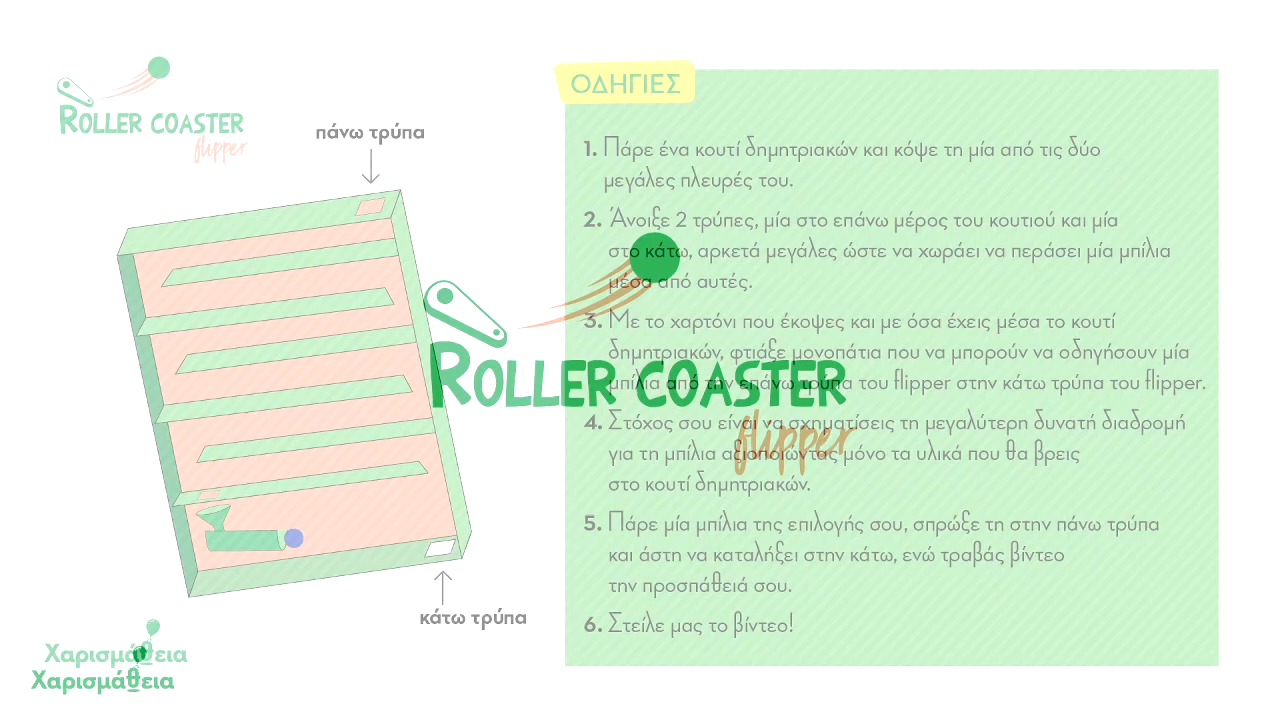 ROLLER COASTER
flipper
πάνω τρύπα
κάτω τρύπα
ΟΔΗΓΙΕΣ
1. Πάρε ένα κουτί δημητριακών και κόψε τη μία από τις δύο
μεγάλες πλευρές του.
2. Άνοιξε 2 τρύπες, μία στο επάνω μέρος του κουτιού και μία
στο κάτω, αρκετά μεγάλες ώστε να χωράει να περάσει μία μπίλια
μέσα από αυτές.
3. Με το χαρτόνι που έκοψες και με όσα έχεις μέσα το κουτί
δημητριακών, φτιάξε μονοπάτια που να μπορούν να οδηγήσουν μία
μπίλια από την επάνω τρύπα του flipper στην κάτω τρύπα του flipper.
4. Στόχος σου είναι να σχηματίσεις τη μεγαλύτερη δυνατή διαδρομή
για τη μπίλια αξιοποιώντας μόνο τα υλικά που θα βρεις
στο κουτί δημητριακών.
5. Πάρε μία μπίλια της επιλογής σου, σπρώξε τη στην πάνω τρύπα
και άστη να καταλήξει στην κάτω, ενώ τραβάς βίντεο
την προσπάθειά σου.
6. Στείλε μας το βίντεο!
ROLLER COASTER
flipper
Χαρισμάθεια
Χαρισμάθεια